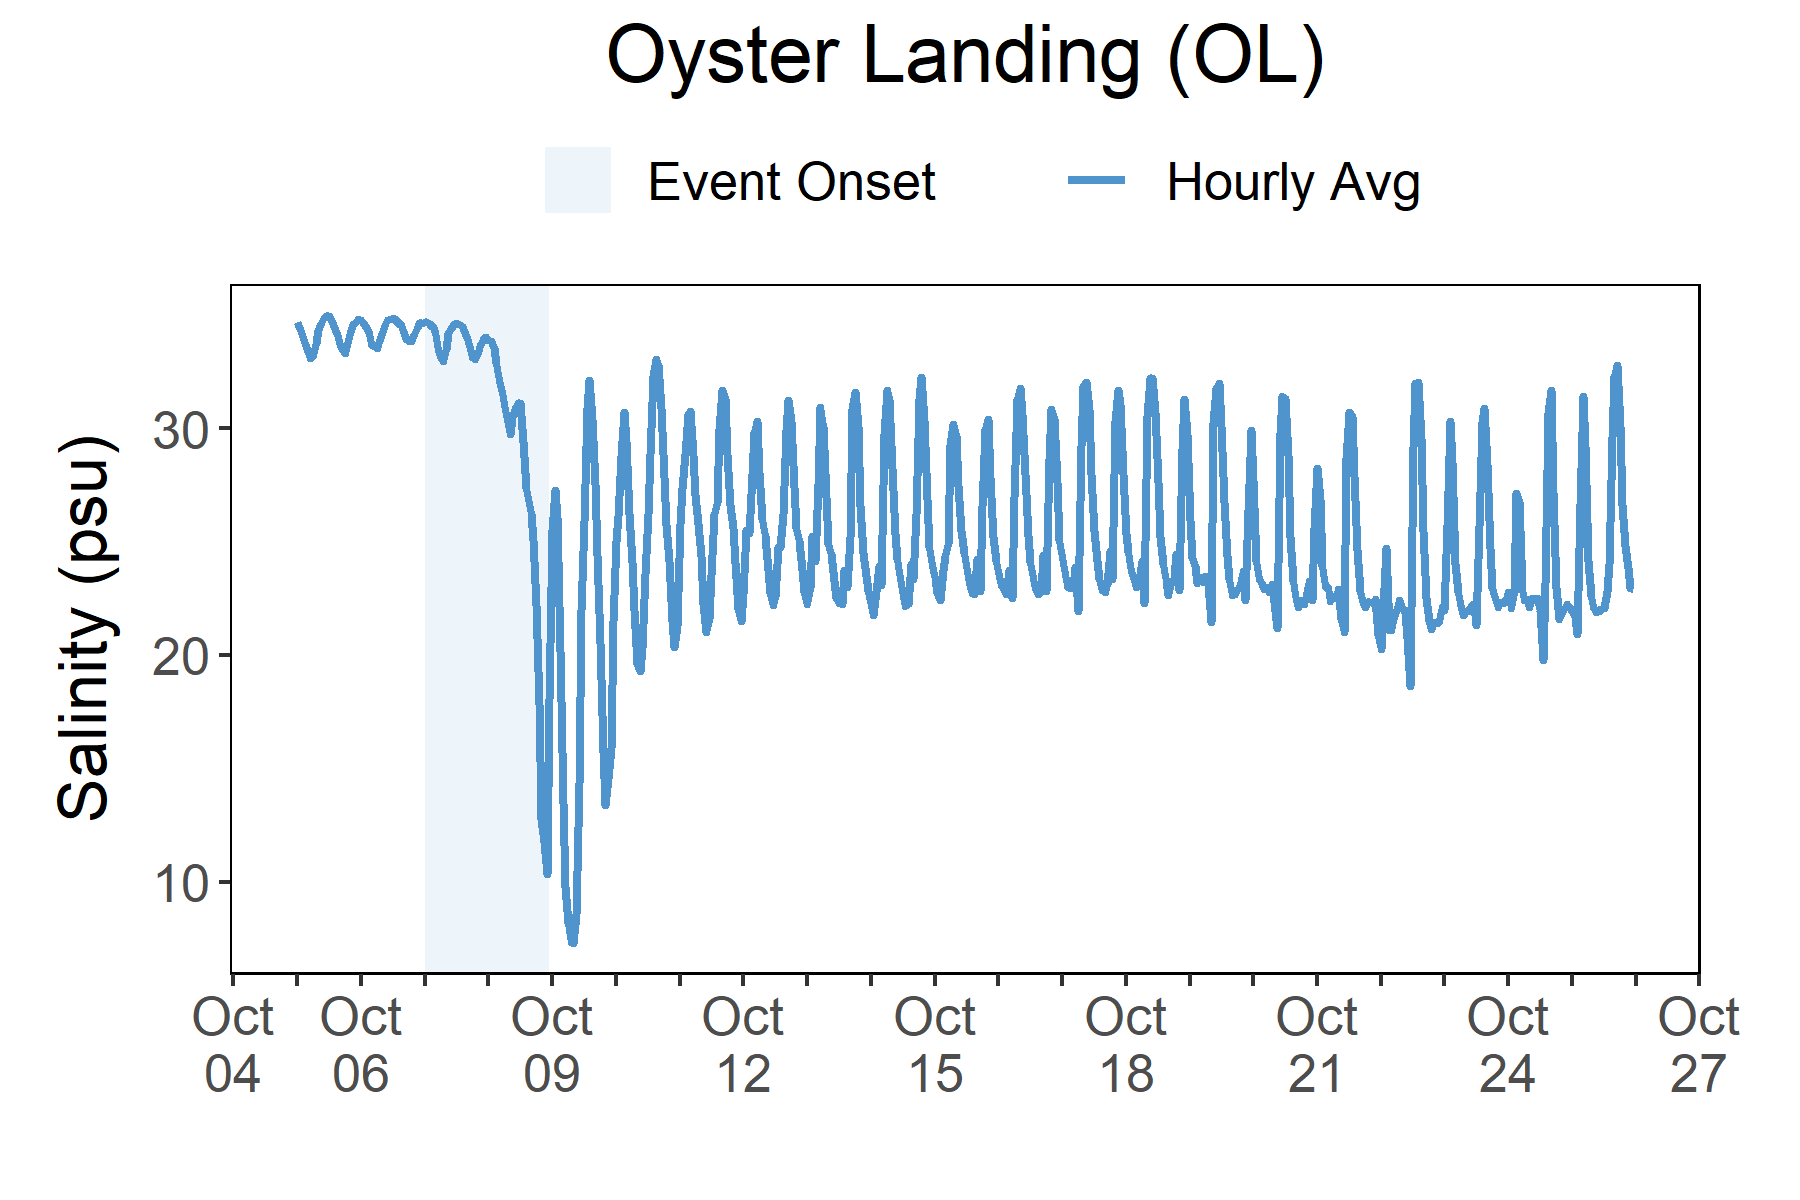 Oyster Landing (OL)
Event Onset Hourly Avg
Salinity (psu)
30
20
10
Oct Oct Oct Oct Oct Oct Oct Oct Oct
04 06 09 12 15 18 21 24 27